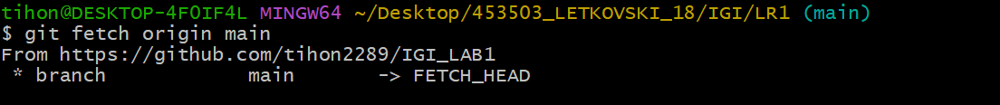 tihon@DESKTOP-4F0IF4L MINGW64 ~/Desktop/453503_LETKOVSKI_18/IGI/LR1 (main)
$ git fetch origin main
From https://github.com/tihon2289/IGI_LAB1
 * branch            main       -> FETCH_HEAD